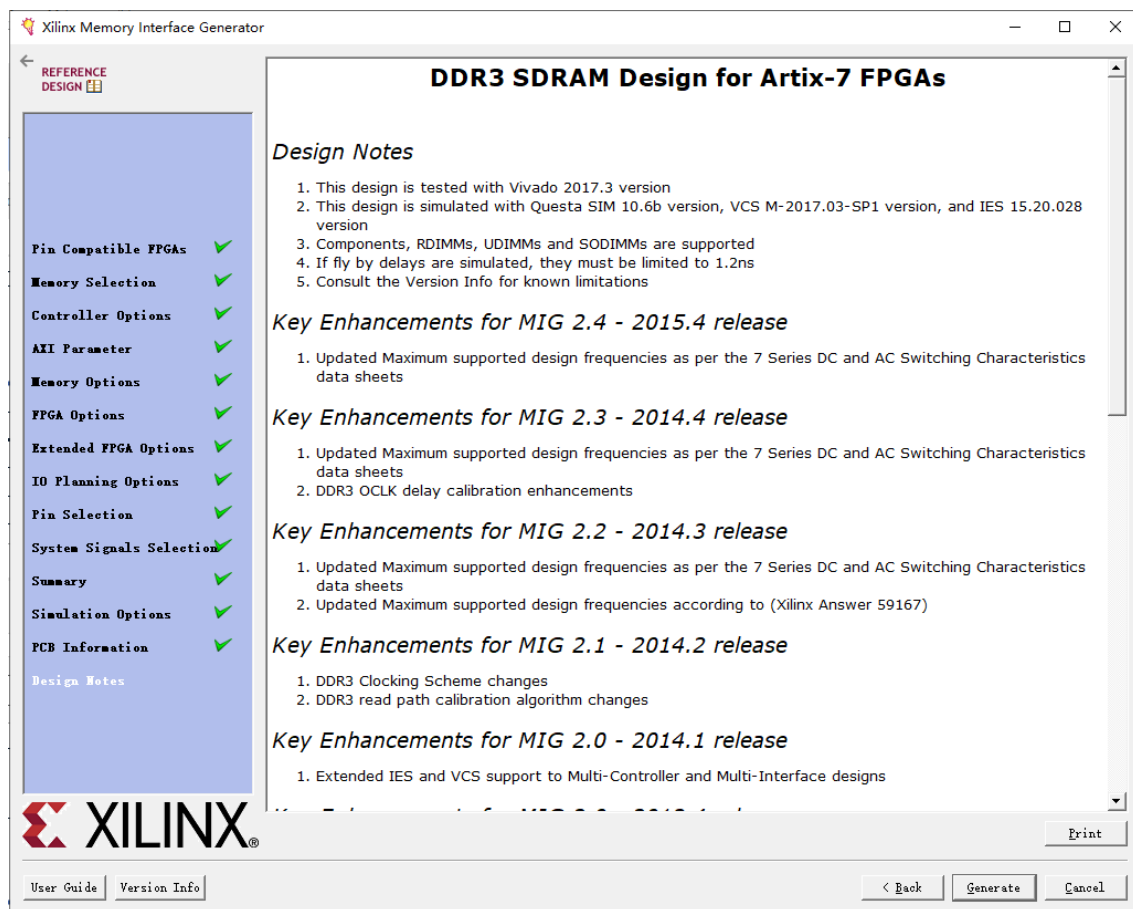 Xilinx Memory Interface Generator
REFERENCE
DESIGN
Pin Compatible FPGAs
Memory Selection
Controller Options
AXI Parameter
Memory Options
FPGA Options
Extended FPGA Options
IO Planning Options
Pin Selection
System Signals Selection
Summary
Simulation Options
PCB Information
Design Notes
XILINX®
DDR3 SDRAM Design for Artix-7 FPGAs
Design Notes
1. This design is tested with Vivado 2017.3 version
2. This design is simulated with Questa SIM 10.6b version, VCS M-2017.03-SP1 version, and IES 15.20.028
version
3. Components, RDIMMs, UDIMMs and SODIMMs are supported
4. If fly by delays are simulated, they must be limited to 1.2ns
5. Consult the Version Info for known limitations
Key Enhancements for MIG 2.4 - 2015.4 release
1. Updated Maximum supported design frequencies as per the 7 Series DC and AC Switching Characteristics
data sheets
Key Enhancements for MIG 2.3 - 2014.4 release
1. Updated Maximum supported design frequencies as per the 7 Series DC and AC Switching Characteristics
data sheets
2. DDR3 OCLK delay calibration enhancements
Key Enhancements for MIG 2.2 - 2014.3 release
1. Updated Maximum supported design frequencies as per the 7 Series DC and AC Switching Characteristics
data sheets
2. Updated Maximum supported design frequencies according to (Xilinx Answer 59167)
Key Enhancements for MIG 2.1 - 2014.2 release
1. DDR3 Clocking Scheme changes
2. DDR3 read path calibration algorithm changes
Key Enhancements for MIG 2.0 - 2014.1 release
1. Extended IES and VCS support to Multi-Controller and Multi-Interface designs
Print
User Guide
Version Info
< Back
Generate
Cancel